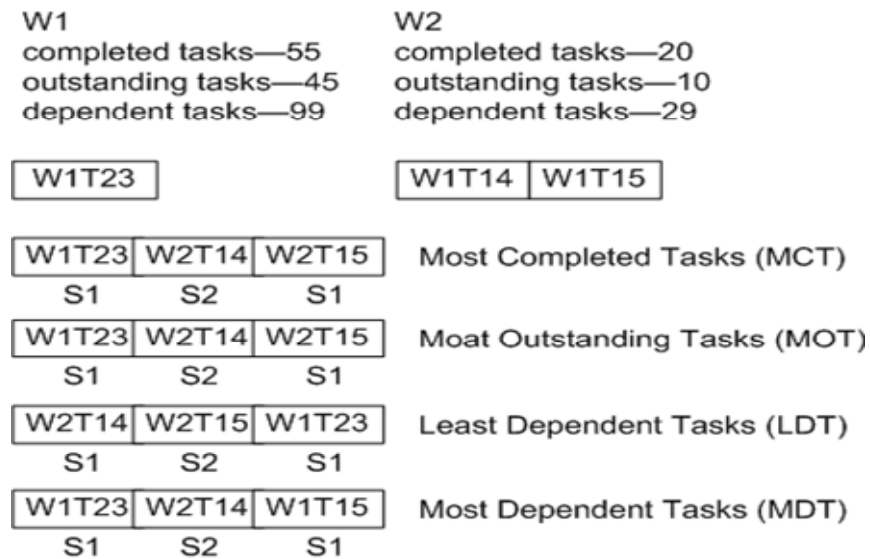 W1 W2
completed tasks—55 completed tasks—20
outstanding tasks—45 outstanding tasks—10
dependent tasks—99 dependent tasks—29
W1T23 W1T14 W1T15
W1T23 W2T14 W2T15 Most Completed Tasks (MCT)
S1 S2 S1
W1T23 W2T14 W2T15 Moat Outstanding Tasks (MOT)
S1 S2 S1
W2T14 W2T15 W1T23 Least Dependent Tasks (LDT)
S1 S2 S1
W1T23 W2T14 W1T15 Most Dependent Tasks (MDT)
S1 S2 S1